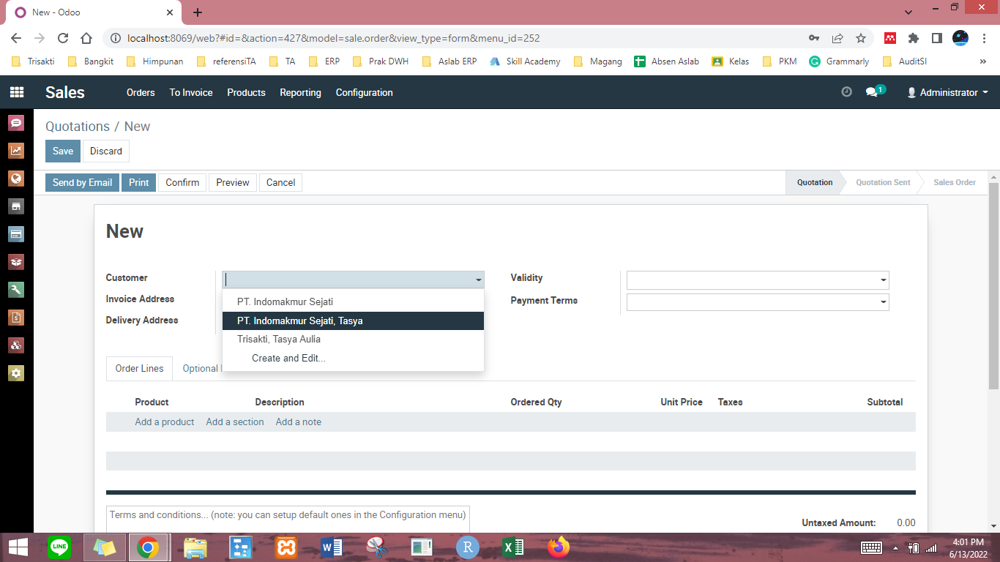 New - Odoo
localhost:8069/web?#id=&action=427&model=sale.order&view_type=form&menu_id=252
Trisakti Bangkit Himpunan referensiTA TA ERP Prak DWH Aslab ERP Skill Academy Magang Absen Aslab Kelas PKM Grammarly AuditSI »
Sales Orders To Invoice Products Reporting Configuration 1 Administrator
Quotations / New
Save Discard
Send by Email Print Confirm Preview Cancel Quotation Quotation Sent Sales Order
New
Customer Validity
Invoice Address Payment Terms
Delivery Address
PT. Indomakmur Sejati
PT. Indomakmur Sejati, Tasya
Trisakti, Tasya Aulia
Create and Edit...
Order Lines Optional
Product Description Ordered Qty Unit Price Taxes Subtotal
Add a product Add a section Add a note
Terms and conditions... (note: you can setup default ones in the Configuration menu)
Untaxed Amount: 0.00
LINE
R
4:01 PM
6/13/2022